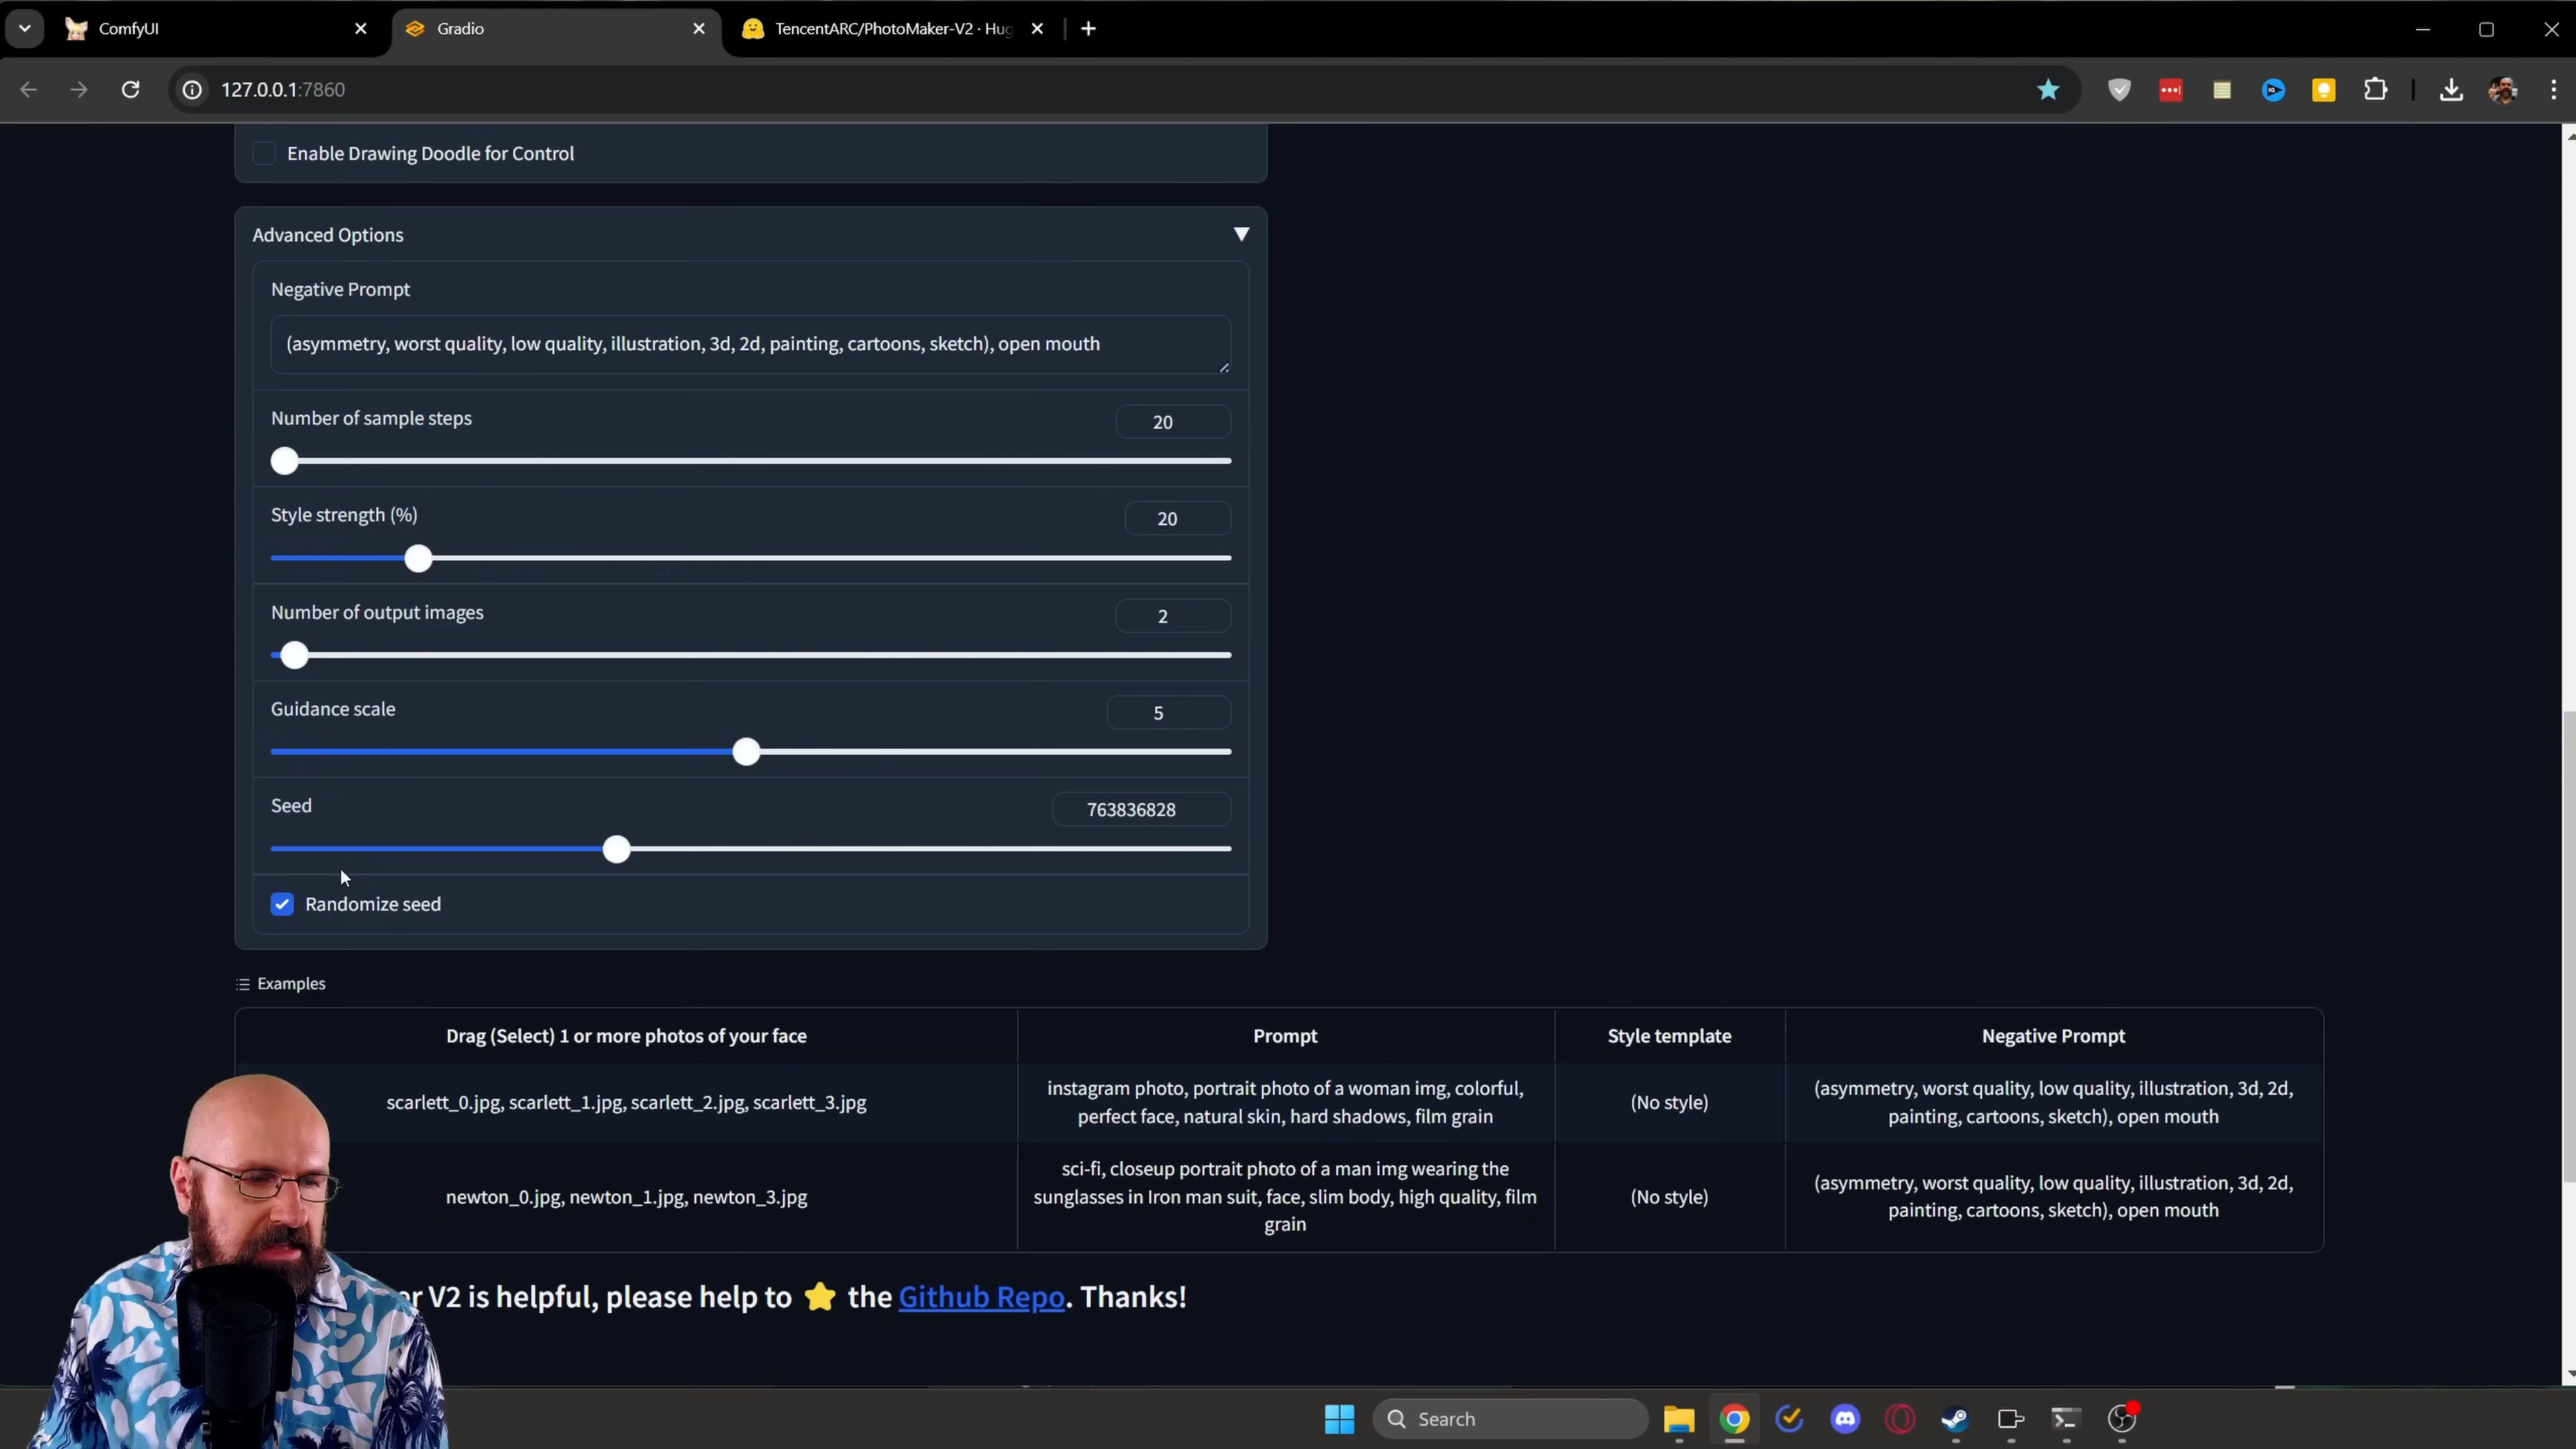 ComfyUI
Gradio
TencentARC/PhotoMaker-V2 · Hug
127.0.0.1:7860
Enable Drawing Doodle for Control
Advanced Options
Negative Prompt
(asymmetry, worst quality, low quality, illustration, 3d, 2d, painting, cartoons, sketch), open mouth
Number of sample steps
20
Style strength (%)
20
Number of output images
2
Guidance scale
5
Seed
763836828
Randomize seed
Examples
Drag (Select) 1 or more photos of your face
Prompt
Style template
Negative Prompt
scarlett_0.jpg, scarlett_1.jpg, scarlett_2.jpg, scarlett_3.jpg
instagram photo, portrait photo of a woman img, colorful,
perfect face, natural skin, hard shadows, film grain
(No style)
(asymmetry, worst quality, low quality, illustration, 3d, 2d,
painting, cartoons, sketch), open mouth
newton_0.jpg, newton_1.jpg, newton_3.jpg
sci-fi, closeup portrait photo of a man img wearing the
sunglasses in Iron man suit, face, slim body, high quality, film
grain
(No style)
(asymmetry, worst quality, low quality, illustration, 3d, 2d,
painting, cartoons, sketch), open mouth
V2 is helpful, please help to ⭐ the Github Repo. Thanks!
Search